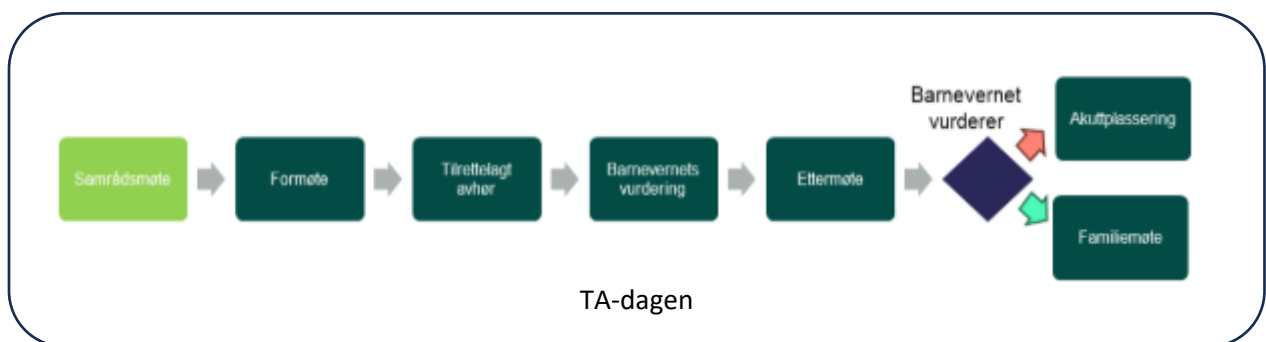 Samrådsmøte
Formøte
Tilrettelagt
avhør
Barnevernets
vurdering
Ettermøte
Barnevernet
vurderer
Akuttplassering
Familiemøte
TA-dagen